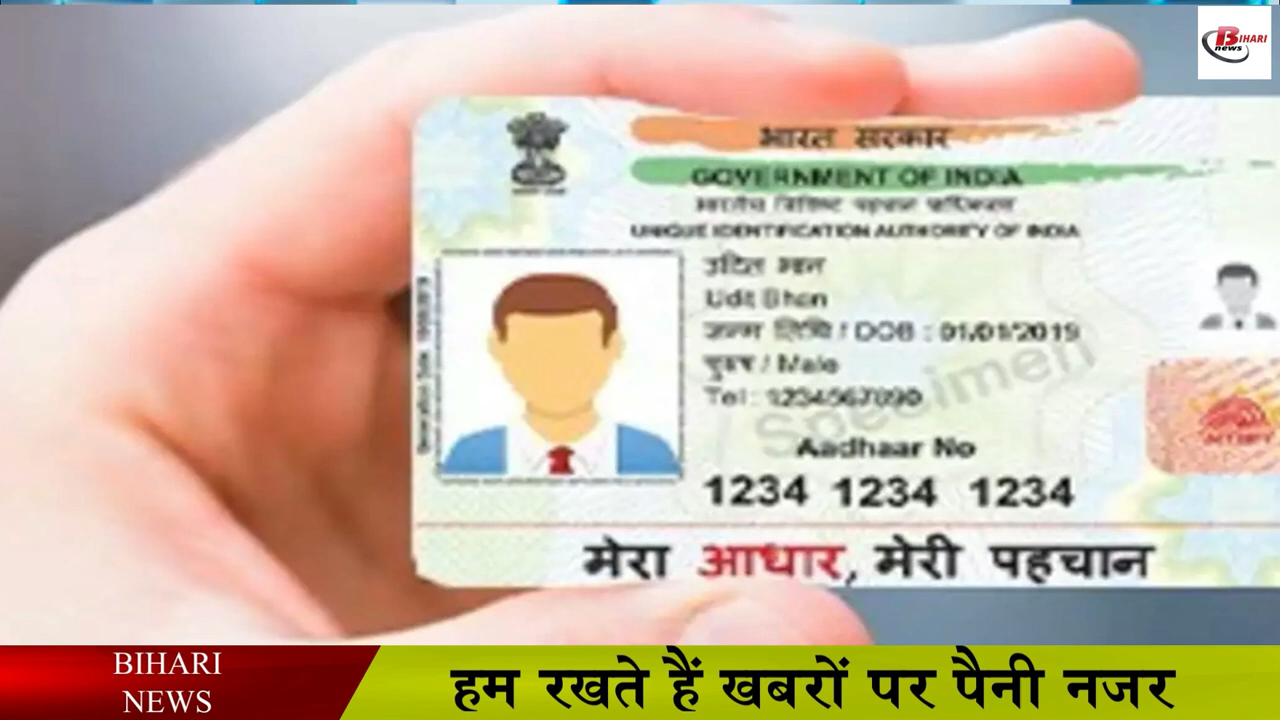 BIHARI
news
भारत सरकार
GOVERNMENT OF INDIA
भारतीय विशिष्ट पहचान प्राधिकरण
UNIQUE IDENTIFICATION AUTHORITY OF INDIA
उदित भान
Udit Bhan
जन्म तिथि / DOB : 01/01/2019
पुरुष / Male
Tel : 1234567890
Specimen
Aadhaar No
1234 1234 1234
मेरा आधार, मेरी पहचान
BIHARI
NEWS
हम रखते हैं खबरों पर पैनी नजर